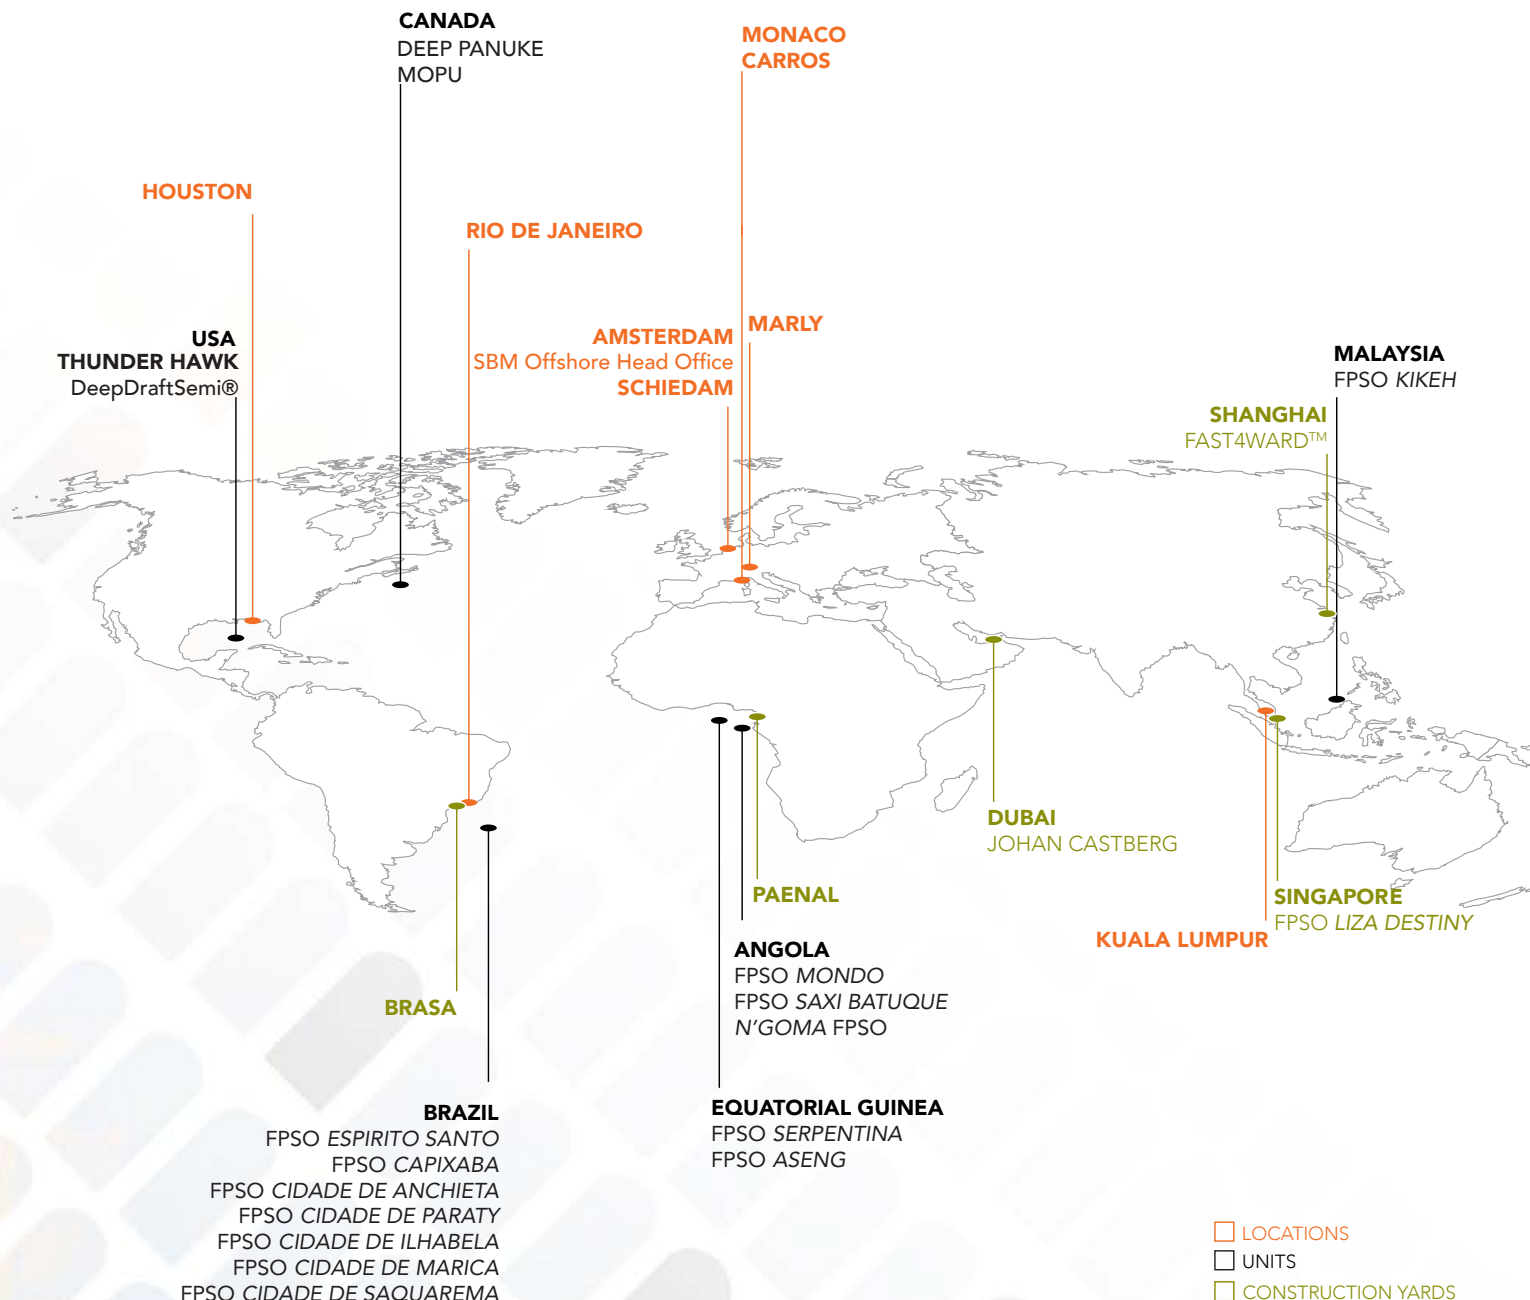 CANADA
DEEP PANUKE
MOPU
MONACO
CARROS
HOUSTON
RIO DE JANEIRO
USA
THUNDER HAWK
DeepDraftSemi®
AMSTERDAM
SBM Offshore Head Office
SCHIEDAM
MARLY
MALAYSIA
FPSO KIKEH
SHANGHAI
FAST4WARD™
DUBAI
JOHAN CASTBERG
PAENAL
SINGAPORE
FPSO LIZA DESTINY
KUALA LUMPUR
ANGOLA
FPSO MONDO
FPSO SAXI BATUQUE
N'GOMA FPSO
BRASA
EQUATORIAL GUINEA
FPSO SERPENTINA
FPSO ASENG
BRAZIL
FPSO ESPIRITO SANTO
FPSO CAPIXABA
FPSO CIDADE DE ANCHIETA
FPSO CIDADE DE PARATY
FPSO CIDADE DE ILHABELA
FPSO CIDADE DE MARICA
FPSO CIDADE DE SAQUAREMA
LOCATIONS
UNITS
CONSTRUCTION YARDS